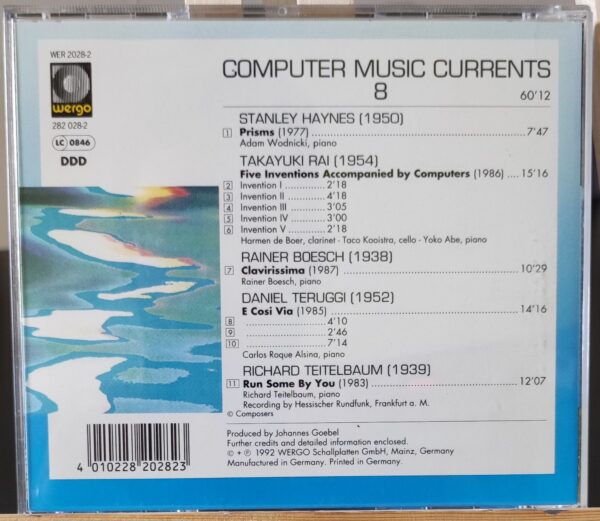 WER 2028-2
wergo
282 028-2
LC 0846
DDD
COMPUTER MUSIC CURRENTS
8
60'12
STANLEY HAYNES (1950)
1 Prisms (1977) 7'47
Adam Wodnicki, piano
TAKAYUKI RAI (1954)
Five Inventions Accompanied by Computers (1986) 15'16
2 Invention I 2'18
3 Invention II 4'18
4 Invention III 3'05
5 Invention IV 3'00
6 Invention V 2'18
Harmen de Boer, clarinet - Taco Kooistra, cello - Yoko Abe, piano
RAINER BOESCH (1938)
7 Clavirissima (1987) 10'29
Rainer Boesch, piano
DANIEL TERUGGI (1952)
E Cosi Via (1985) 14'16
8 4'10
9 2'46
10 7'14
Carlos Roque Alsina, piano
RICHARD TEITELBAUM (1939)
11 Run Some By You (1983) 12'07
Richard Teitelbaum, piano
Recording by Hessischer Rundfunk, Frankfurt a. M.
© Composers
Produced by Johannes Goebel
Further credits and detailed information enclosed.
© + ℗ 1992 WERGO Schallplatten GmbH, Mainz, Germany
Manufactured in Germany. Printed in Germany.
4 010228 202823